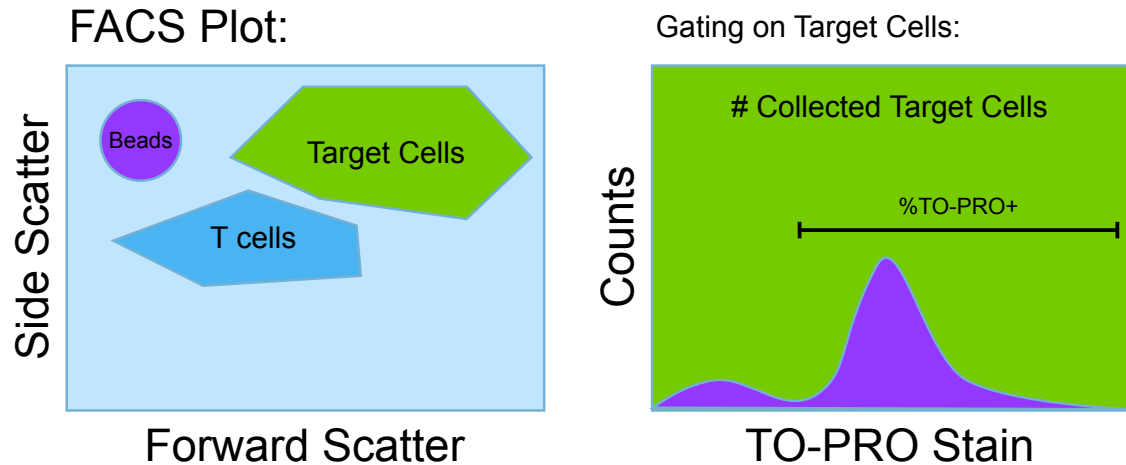 FACS Plot:
Side Scatter
Beads
Target Cells
T cells
Forward Scatter
Gating on Target Cells:
Counts
# Collected Target Cells
%TO-PRO+
TO-PRO Stain